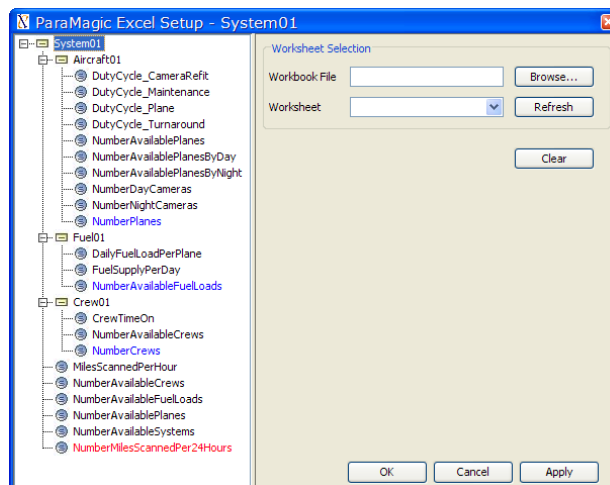 ParaMagic Excel Setup - System01
System01
Aircraft01
DutyCycle_CameraRefit
DutyCycle_Maintenance
DutyCycle_Plane
DutyCycle_Turnaround
NumberAvailablePlanes
NumberAvailablePlanesByDay
NumberAvailablePlanesByNight
NumberDayCameras
NumberNightCameras
NumberPlanes
Fuel01
DailyFuelLoadPerPlane
FuelSupplyPerDay
NumberAvailableFuelLoads
Crew01
CrewTimeOn
NumberAvailableCrews
NumberCrews
MilesScannedPerHour
NumberAvailableCrews
NumberAvailableFuelLoads
NumberAvailablePlanes
NumberAvailableSystems
NumberMilesScannedPer24Hours
Worksheet Selection
Workbook File
Browse...
Worksheet
Refresh
Clear
OK
Cancel
Apply